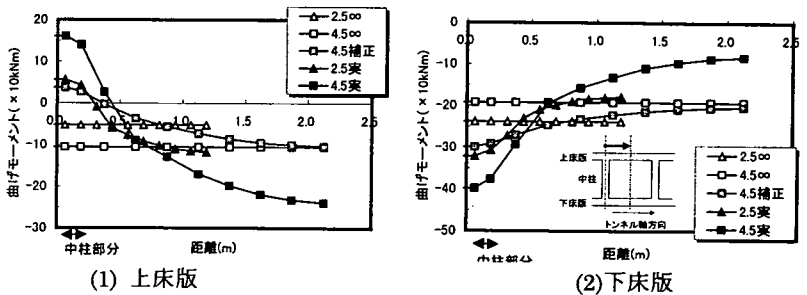 20
10
0
-10
-20
-30
曲げモーメント(×10kNm)
0.0
0.5
1.0
1.5
2.0
2.5
2.5∞
4.5∞
4.5補正
2.5実
4.5実
中柱部分
距離(m)
(1) 上床版
0
-10
-20
-30
-40
-50
曲げモーメント(×10kNm)
0.0
0.5
1.0
1.5
2.0
2.5
上床版
中柱
下床版
トンネル軸方向
2.5∞
4.5∞
4.5補正
2.5実
4.5実
中柱部分
距離(m)
(2)下床版